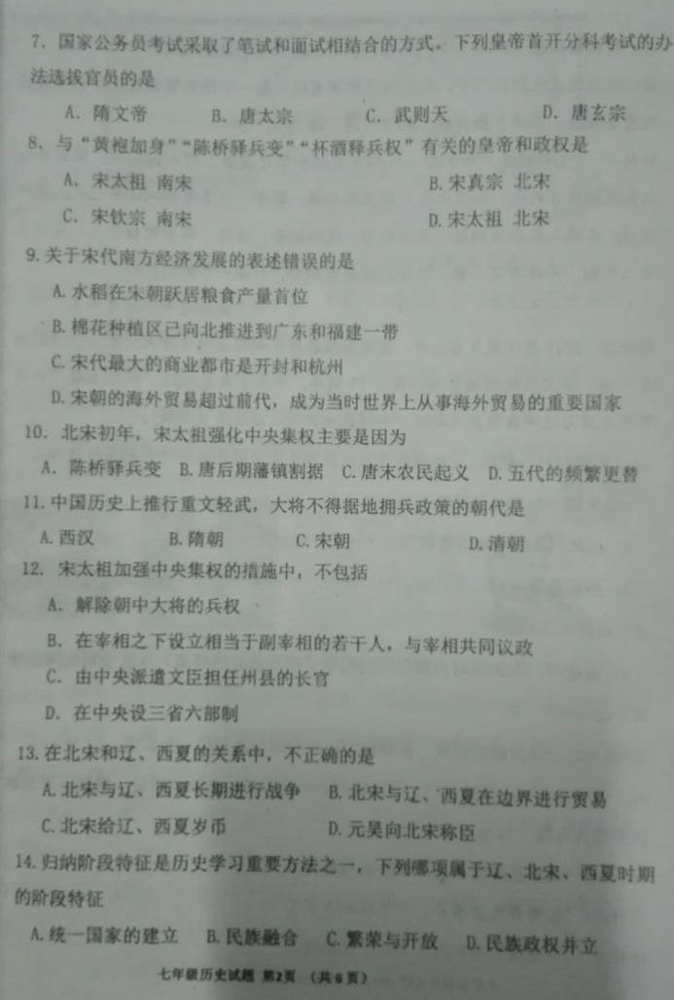 7. 国家公务员考试采取了笔试和面试相结合的方式。下列皇帝首开分科考试的办
法选拔官员的是
A. 隋文帝 B. 唐太宗 C. 武则天 D. 唐玄宗
8. 与“黄袍加身”“陈桥驿兵变”“杯酒释兵权”有关的皇帝和政权是
A. 宋太祖 南宋 B. 宋真宗 北宋
C. 宋钦宗 南宋 D. 宋太祖 北宋
9. 关于宋代南方经济发展的表述错误的是
A. 水稻在宋朝跃居粮食产量首位
B. 棉花种植区已向北推进到广东和福建一带
C. 宋代最大的商业都市是开封和杭州
D. 宋朝的海外贸易超过前代，成为当时世界上从事海外贸易的重要国家
10. 北宋初年，宋太祖强化中央集权主要是因为
A. 陈桥驿兵变 B. 唐后期藩镇割据 C. 唐末农民起义 D. 五代的频繁更替
11. 中国历史上推行重文轻武，大将不得据地拥兵政策的朝代是
A. 西汉 B. 隋朝 C. 宋朝 D. 清朝
12. 宋太祖加强中央集权的措施中，不包括
A. 解除朝中大将的兵权
B. 在宰相之下设立相当于副宰相的若干人，与宰相共同议政
C. 由中央派遣文臣担任州县的长官
D. 在中央设三省六部制
13. 在北宋和辽、西夏的关系中，不正确的是
A. 北宋与辽、西夏长期进行战争 B. 北宋与辽、西夏在边界进行贸易
C. 北宋给辽、西夏岁币 D. 元昊向北宋称臣
14. 归纳阶段特征是历史学习重要方法之一，下列哪项属于辽、北宋、西夏时期
的阶段特征
A. 统一国家的建立 B. 民族融合 C. 繁荣与开放 D. 民族政权并立
七年级历史试题 第2页 （共6页）